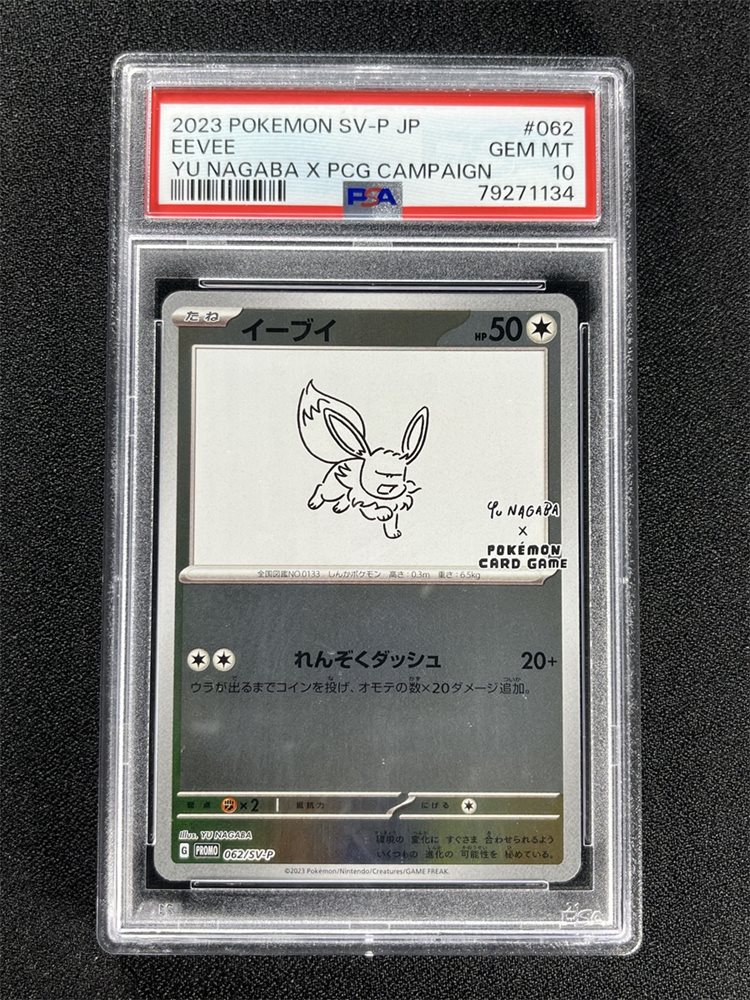 2023 POKEMON SV-P JP #062
EEVEE GEM MT
YU NAGABA X PCG CAMPAIGN 10
PSA 79271134
たね イーブイ HP 50
Yu NAGABA
×
POKÉMON
CARD GAME
全国図鑑NO.0133 しんかポケモン 高さ:0.3m 重さ:6.5kg
れんぞくダッシュ 20+
ウラが出るまでコインを投げ、オモテの数×20ダメージ追加。
弱点 ×2 抵抗力 にげる
Illus. YU NAGABA
環境の 変化に すぐさま 合わせられるよう
G PROMO 062/SV-P いくつもの 進化の 可能性を 秘めている。
©2023 Pokémon/Nintendo/Creatures/GAME FREAK.